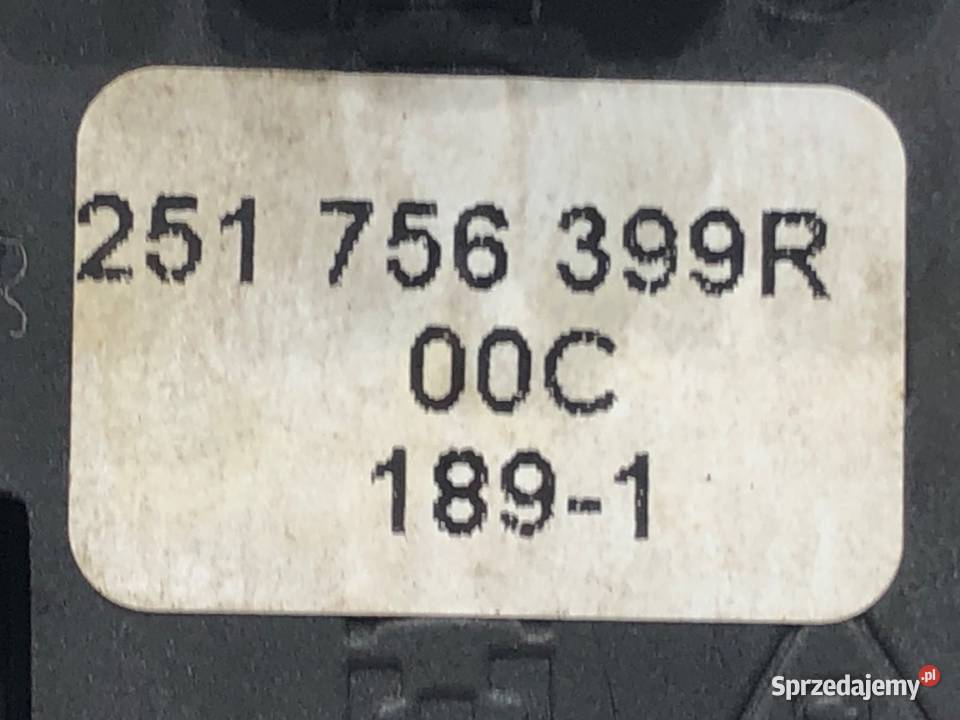 251 756 399R
00C
189-1
Sprzedajemy.pl